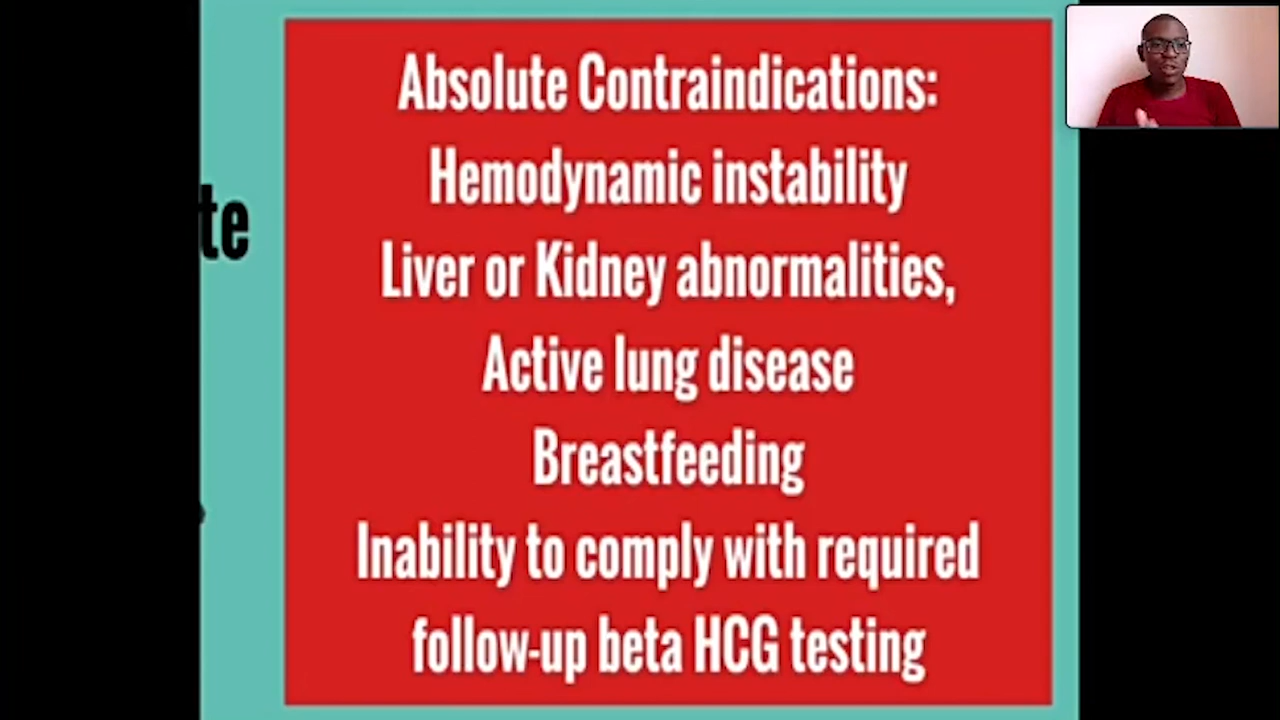 Absolute Contraindications:
Hemodynamic instability
Liver or Kidney abnormalities,
Active lung disease
Breastfeeding
Inability to comply with required
follow-up beta HCG testing
te